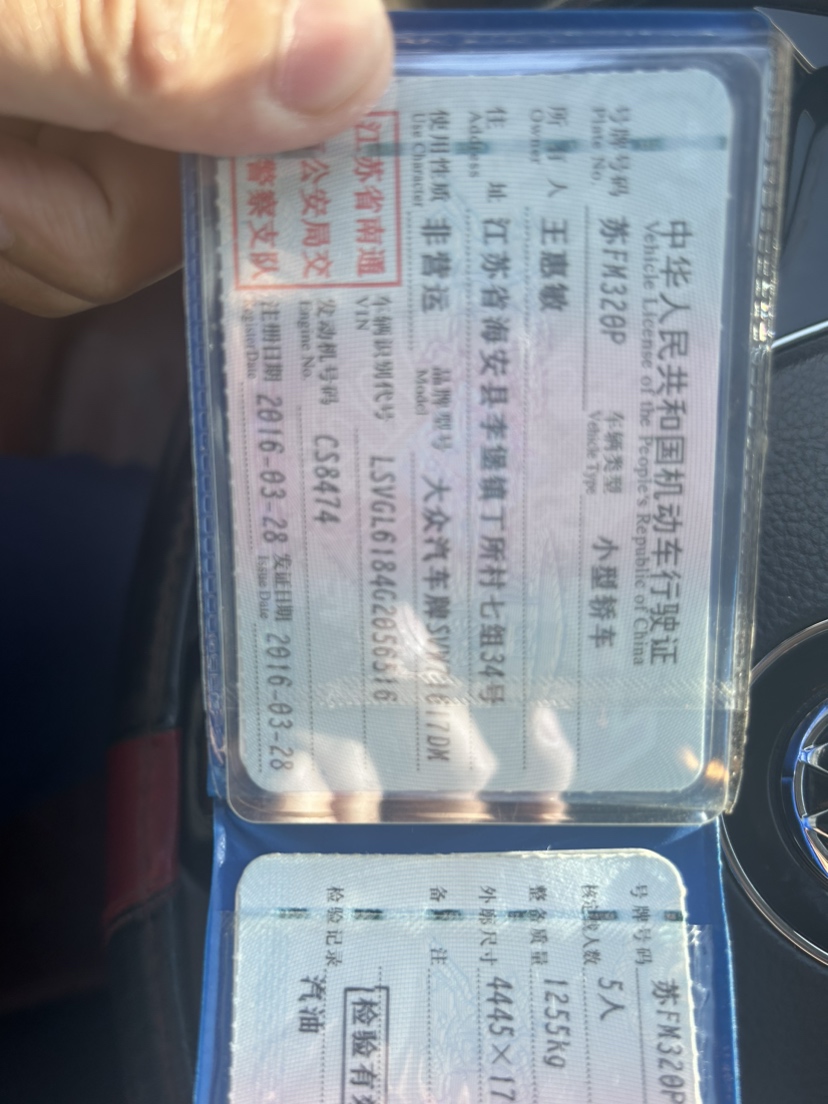 中华人民共和国机动车行驶证
Vehicle License of the People's Republic of China
号牌号码 苏FM320P 车辆类型 小型轿车
Plate No. Vehicle Type
所 人 王惠敏
Owner
住 址 江苏省海安县李堡镇丁所村七组34号
Address
使用性质 非营运 品牌型号 大众汽车牌
Use Character Model
江苏省南通
公安局交
警察支队
车辆识别代号 LSVGL6184G2056516
VIN
发动机号码 CS8474
Engine No.
注册日期 2016-03-28 发证日期 2016-03-28
Register Date Issue Date
号牌号码 苏FM320P
人数 5人
整备质量 1255kg
外廓尺寸 4445×17
备 注
检验记录
检验有
汽油